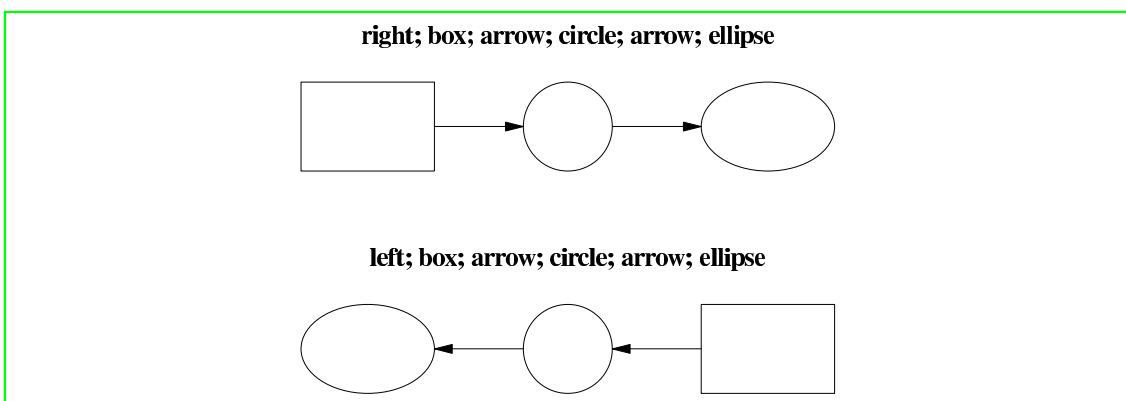 right; box; arrow; circle; arrow; ellipse
left; box; arrow; circle; arrow; ellipse